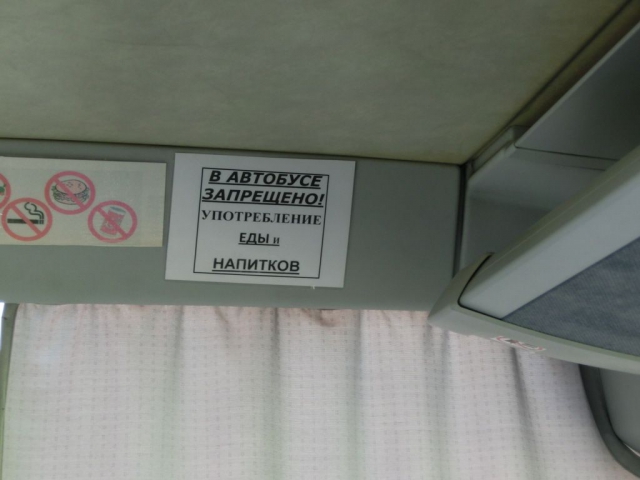 В АВТОБУСЕ
ЗАПРЕЩЕНО!
УПОТРЕБЛЕНИЕ
ЕДЫ и
НАПИТКОВ